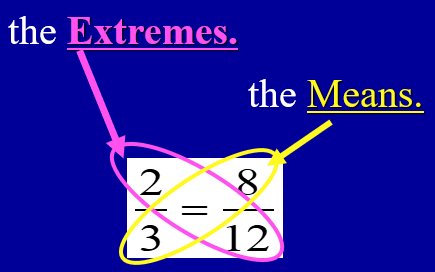 the Extremes.
the Means.
2/3 = 8/12